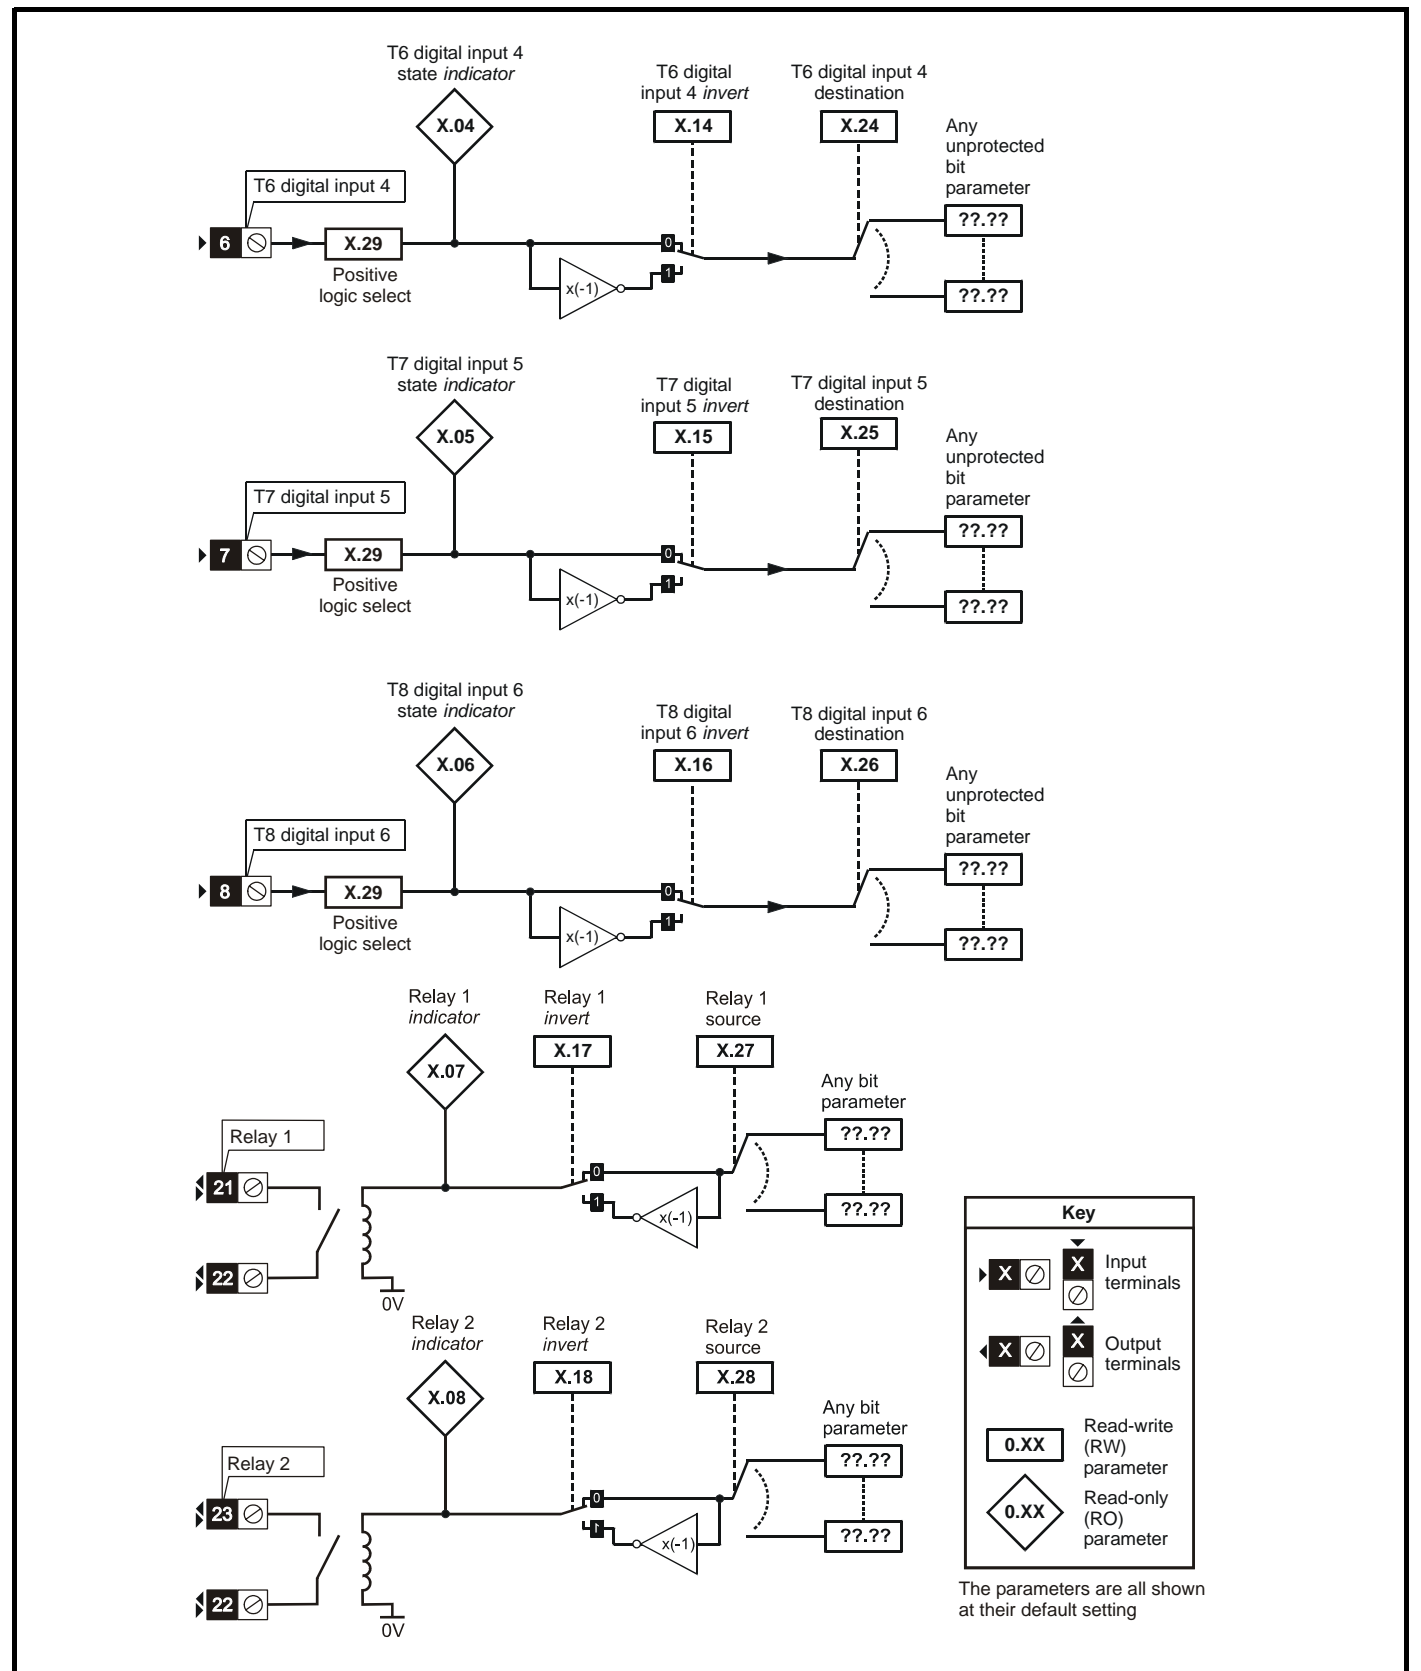 T6 digital input 4
state indicator
T6 digital
input 4 invert
T6 digital input 4
destination
X.04
X.14
X.24
Any
unprotected
bit
parameter
T6 digital input 4
??.??
6
X.29
0
Positive
logic select
x(-1)
1
??.??
T7 digital input 5
state indicator
T7 digital
input 5 invert
T7 digital input 5
destination
X.05
X.15
X.25
Any
unprotected
bit
parameter
T7 digital input 5
??.??
7
X.29
0
Positive
logic select
x(-1)
1
??.??
T8 digital input 6
state indicator
T8 digital
input 6 invert
T8 digital input 6
destination
X.06
X.16
X.26
Any
unprotected
bit
parameter
T8 digital input 6
??.??
8
X.29
0
Positive
logic select
x(-1)
1
??.??
Relay 1
indicator
Relay 1
invert
Relay 1
source
X.07
X.17
X.27
Any bit
parameter
Relay 1
??.??
21
0
1
x(-1)
??.??
22
0V
Relay 2
indicator
Relay 2
invert
Relay 2
source
X.08
X.18
X.28
Any bit
parameter
Relay 2
??.??
23
0
1
x(-1)
??.??
22
0V
Key
X
X
Input
terminals
X
X
Output
terminals
0.XX
Read-write
(RW)
parameter
0.XX
Read-only
(RO)
parameter
The parameters are all shown
at their default setting